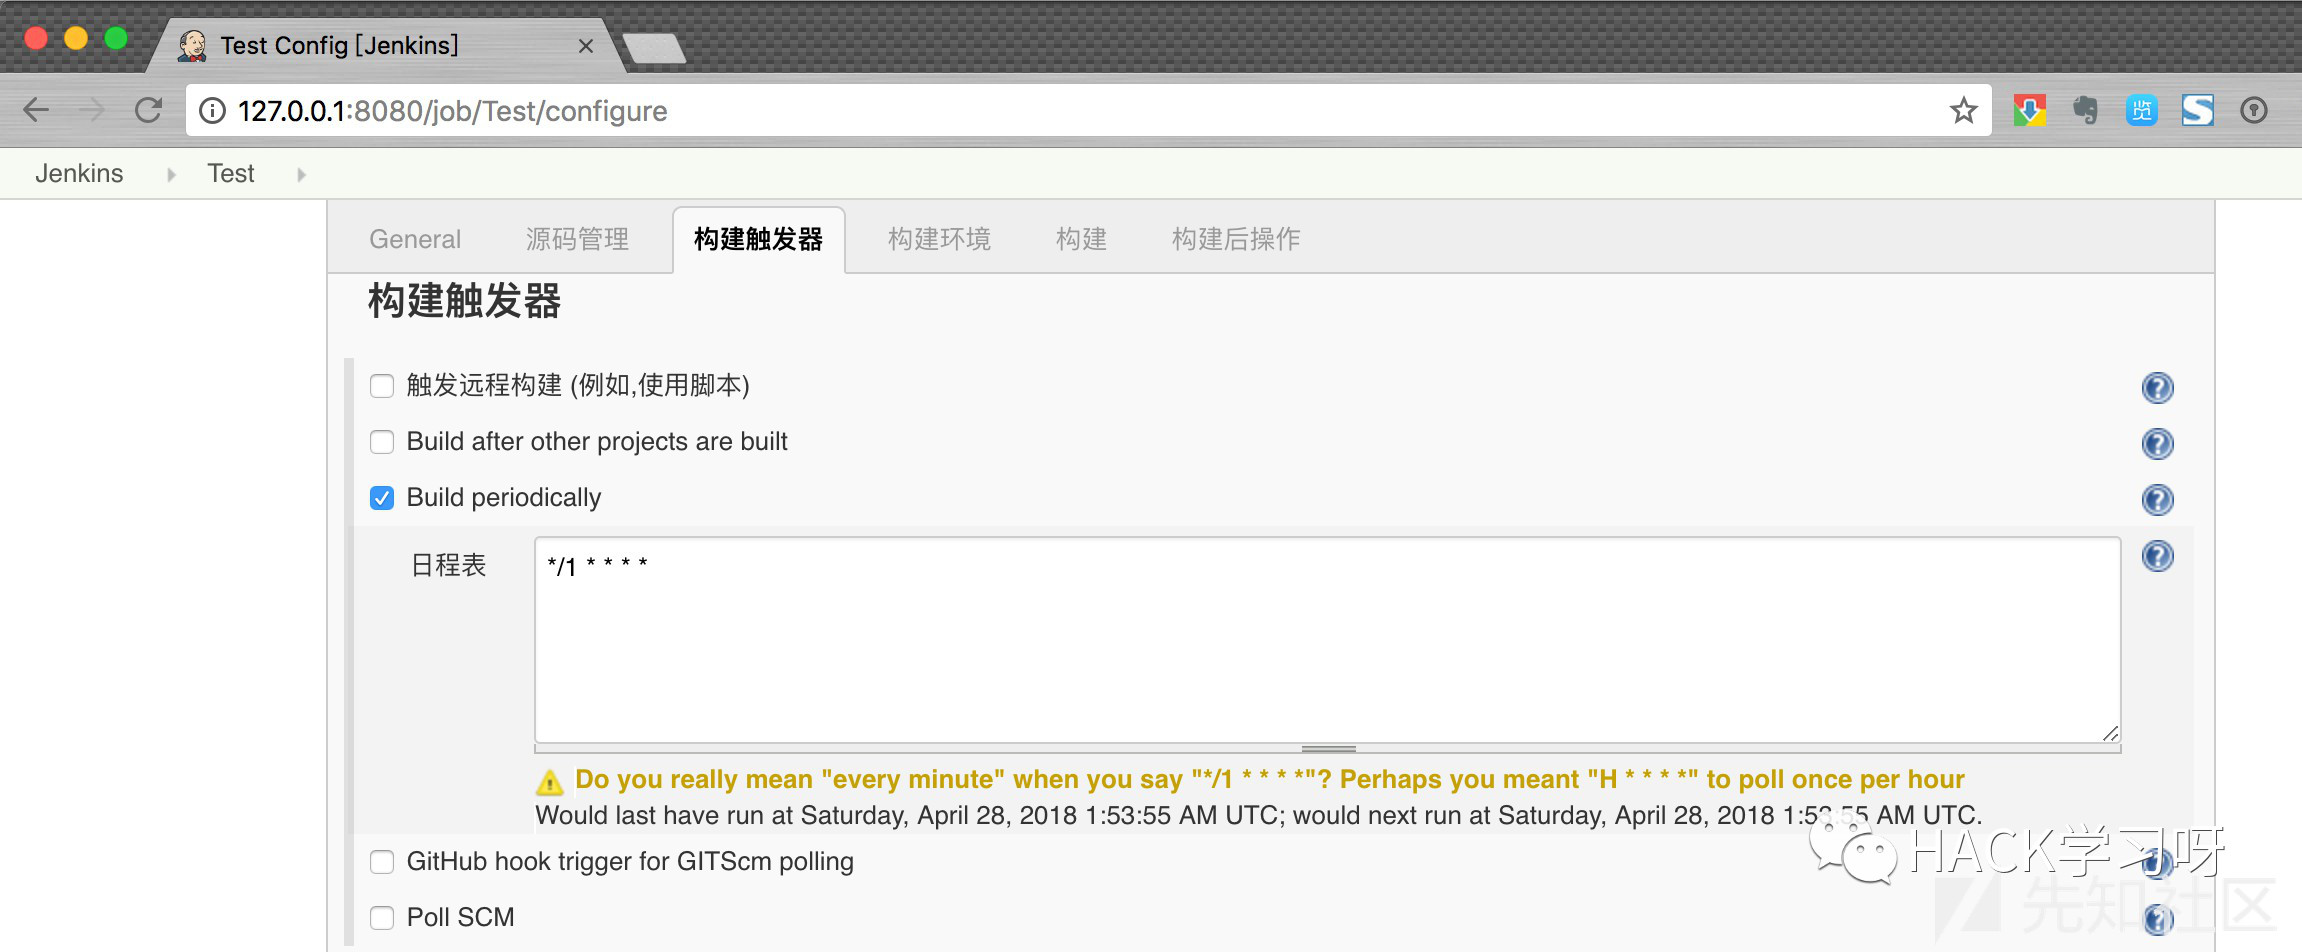 Test Config [Jenkins]
127.0.0.1:8080/job/Test/configure
览
Jenkins Test
General 源码管理 构建触发器 构建环境 构建 构建后操作
构建触发器
触发远程构建 (例如,使用脚本)
Build after other projects are built
Build periodically
日程表 */1 * * * *
Do you really mean "every minute" when you say "*/1 * * * *"? Perhaps you meant "H * * * *" to poll once per hour
Would last have run at Saturday, April 28, 2018 1:53:55 AM UTC; would next run at Saturday, April 28, 2018 1:53:55 AM UTC.
GitHub hook trigger for GITScm polling
HACK学习呀
Poll SCM
先知社区